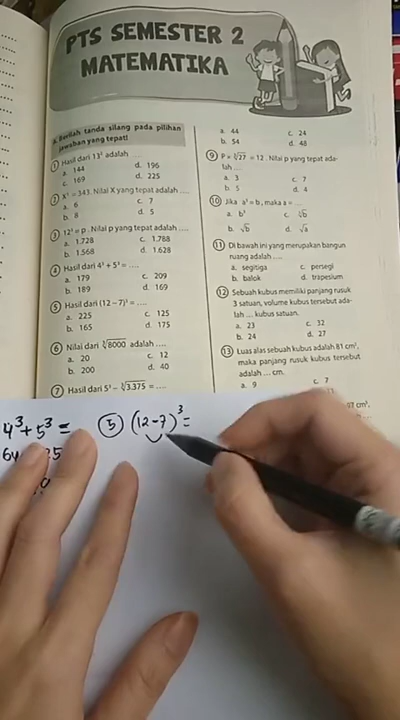 PTS SEMESTER 2
MATEMATIKA
A. Berilah tanda silang pada pilihan
jawaban yang tepat!
1 Hasil dari 13² adalah ....
a. 144 d. 196
c. 169 d. 225
2 X³ = 343. Nilai X yang tepat adalah ....
a. 6 c. 7
b. 8 d. 5
3 12³ = p. Nilai p yang tepat adalah ....
a. 1.728 c. 1.788
b. 1.568 d. 1.628
4 Hasil dari 4³ + 5³ = ....
a. 179 c. 209
b. 189 d. 169
5 Hasil dari (12 – 7)³ = ....
a. 225 c. 125
b. 165 d. 175
6 Nilai dari ∛8000 adalah ....
a. 20 c. 12
b. 200 d. 40
7 Hasil dari 5³ – ∛3.375 = ....
a. 44 c. 24
b. 54 d. 48
9 P × ∛27 = 12. Nilai p yang tepat ada-
lah ...
a. 3 c. 7
b. 5 d. 4
10 Jika a³ = b, maka a = ...
a. b³ c. ∛b
b. √b d. √a
11 Di bawah ini yang merupakan bangun
ruang adalah ....
a. segitiga c. persegi
b. balok d. trapesium
12 Sebuah kubus memiliki panjang rusuk
3 satuan, volume kubus tersebut ada-
lah ... kubus satuan.
a. 23 c. 32
b. 24 d. 27
13 Luas alas sebuah kubus adalah 81 cm²,
maka panjang rusuk kubus tersebut
adalah ... cm.
a. 9 c. 7
4³ + 5³ =
5 (12 – 7)³ =